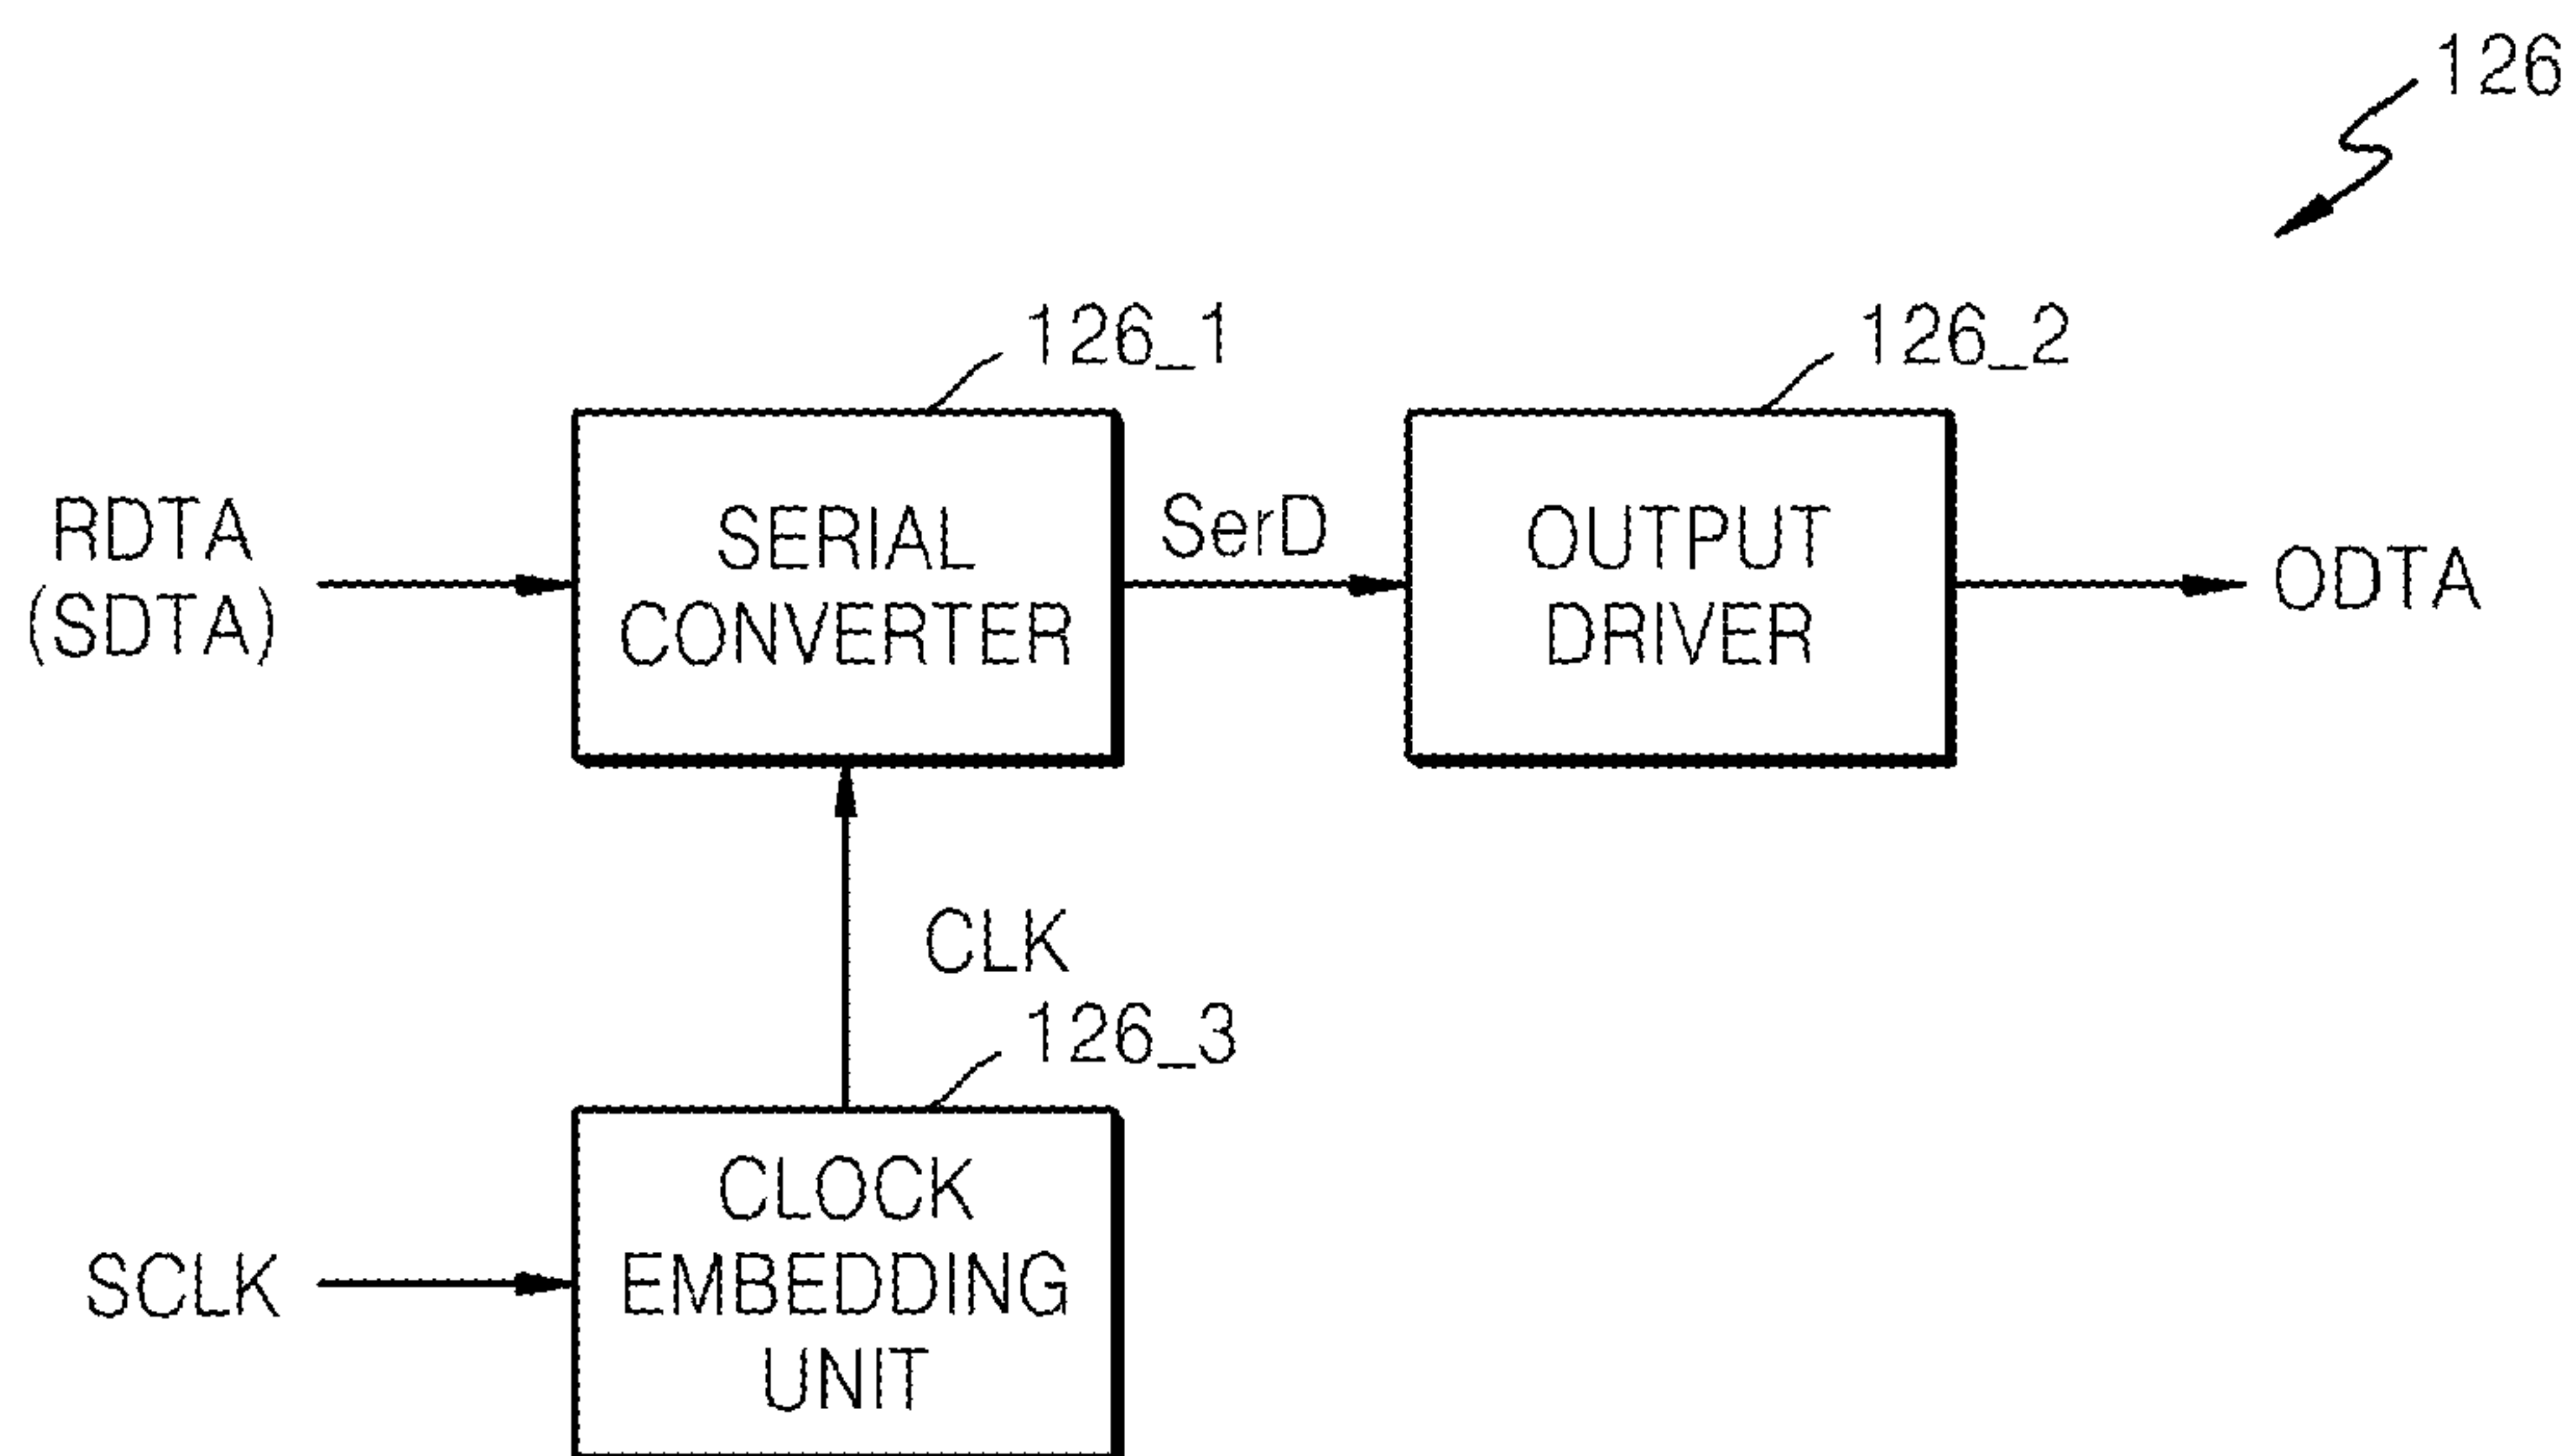 126
126_1
126_2
RDTA
(SDTA)
SERIAL
CONVERTER
SerD
OUTPUT
DRIVER
ODTA
CLK
126_3
SCLK
CLOCK
EMBEDDING
UNIT